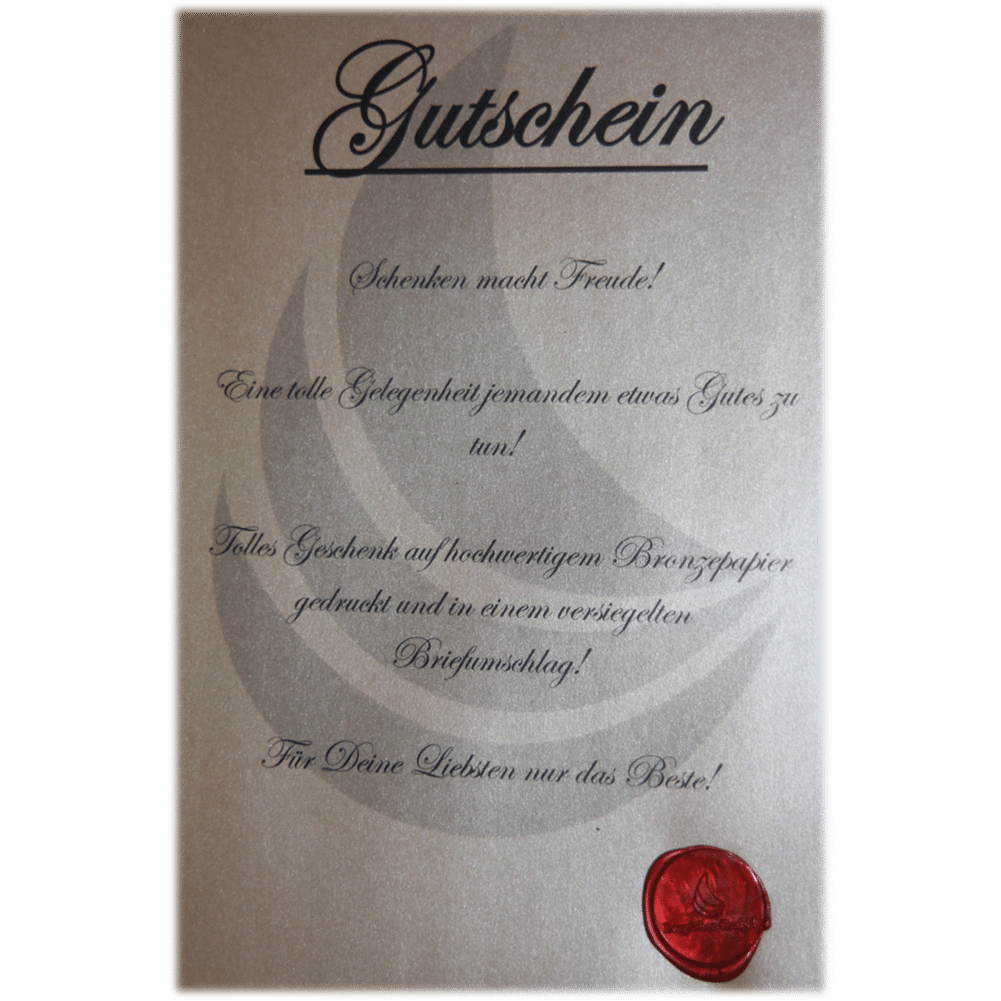 Gutschein
Schenken macht Freude!
Eine tolle Gelegenheit jemandem etwas Gutes zu
tun!
Tolles Geschenk auf hochwertigem Bronzepapier
gedruckt und in einem versiegelten
Briefumschlag!
Für Deine Liebsten nur das Beste!